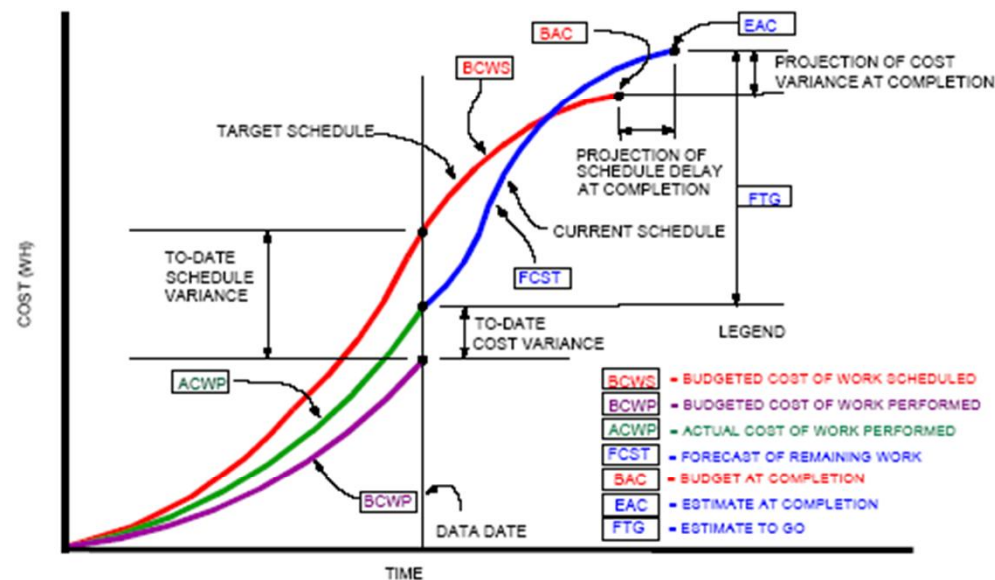 EAC
BAC
BCWS
PROJECTION OF COST
VARIANCE AT COMPLETION
TARGET SCHEDULE
PROJECTION OF
SCHEDULE DELAY
AT COMPLETION
FTG
CURRENT SCHEDULE
TO-DATE
SCHEDULE
VARIANCE
FCST
COST (WH)
TO-DATE
COST VARIANCE
LEGEND
ACWP
BCWS - BUDGETED COST OF WORK SCHEDULED
BCWP - BUDGETED COST OF WORK PERFORMED
ACWP - ACTUAL COST OF WORK PERFORMED
FCST - FORECAST OF REMAINING WORK
BAC - BUDGET AT COMPLETION
EAC - ESTIMATE AT COMPLETION
FTG - ESTIMATE TO GO
BCWP
DATA DATE
TIME